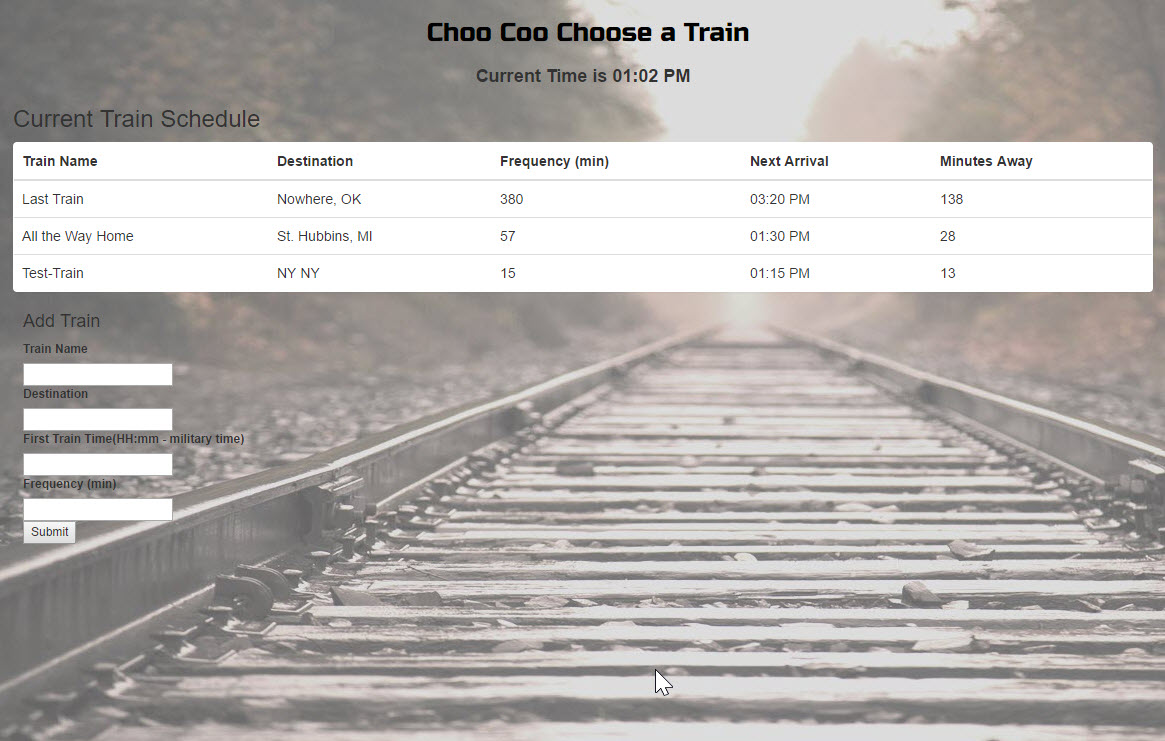 Choo Coo Choose a Train
Current Time is 01:02 PM
Current Train Schedule
Train Name Destination Frequency (min) Next Arrival Minutes Away
Last Train Nowhere, OK 380 03:20 PM 138
All the Way Home St. Hubbins, MI 57 01:30 PM 28
Test-Train NY NY 15 01:15 PM 13
Add Train
Train Name
Destination
First Train Time(HH:mm - military time)
Frequency (min)
Submit